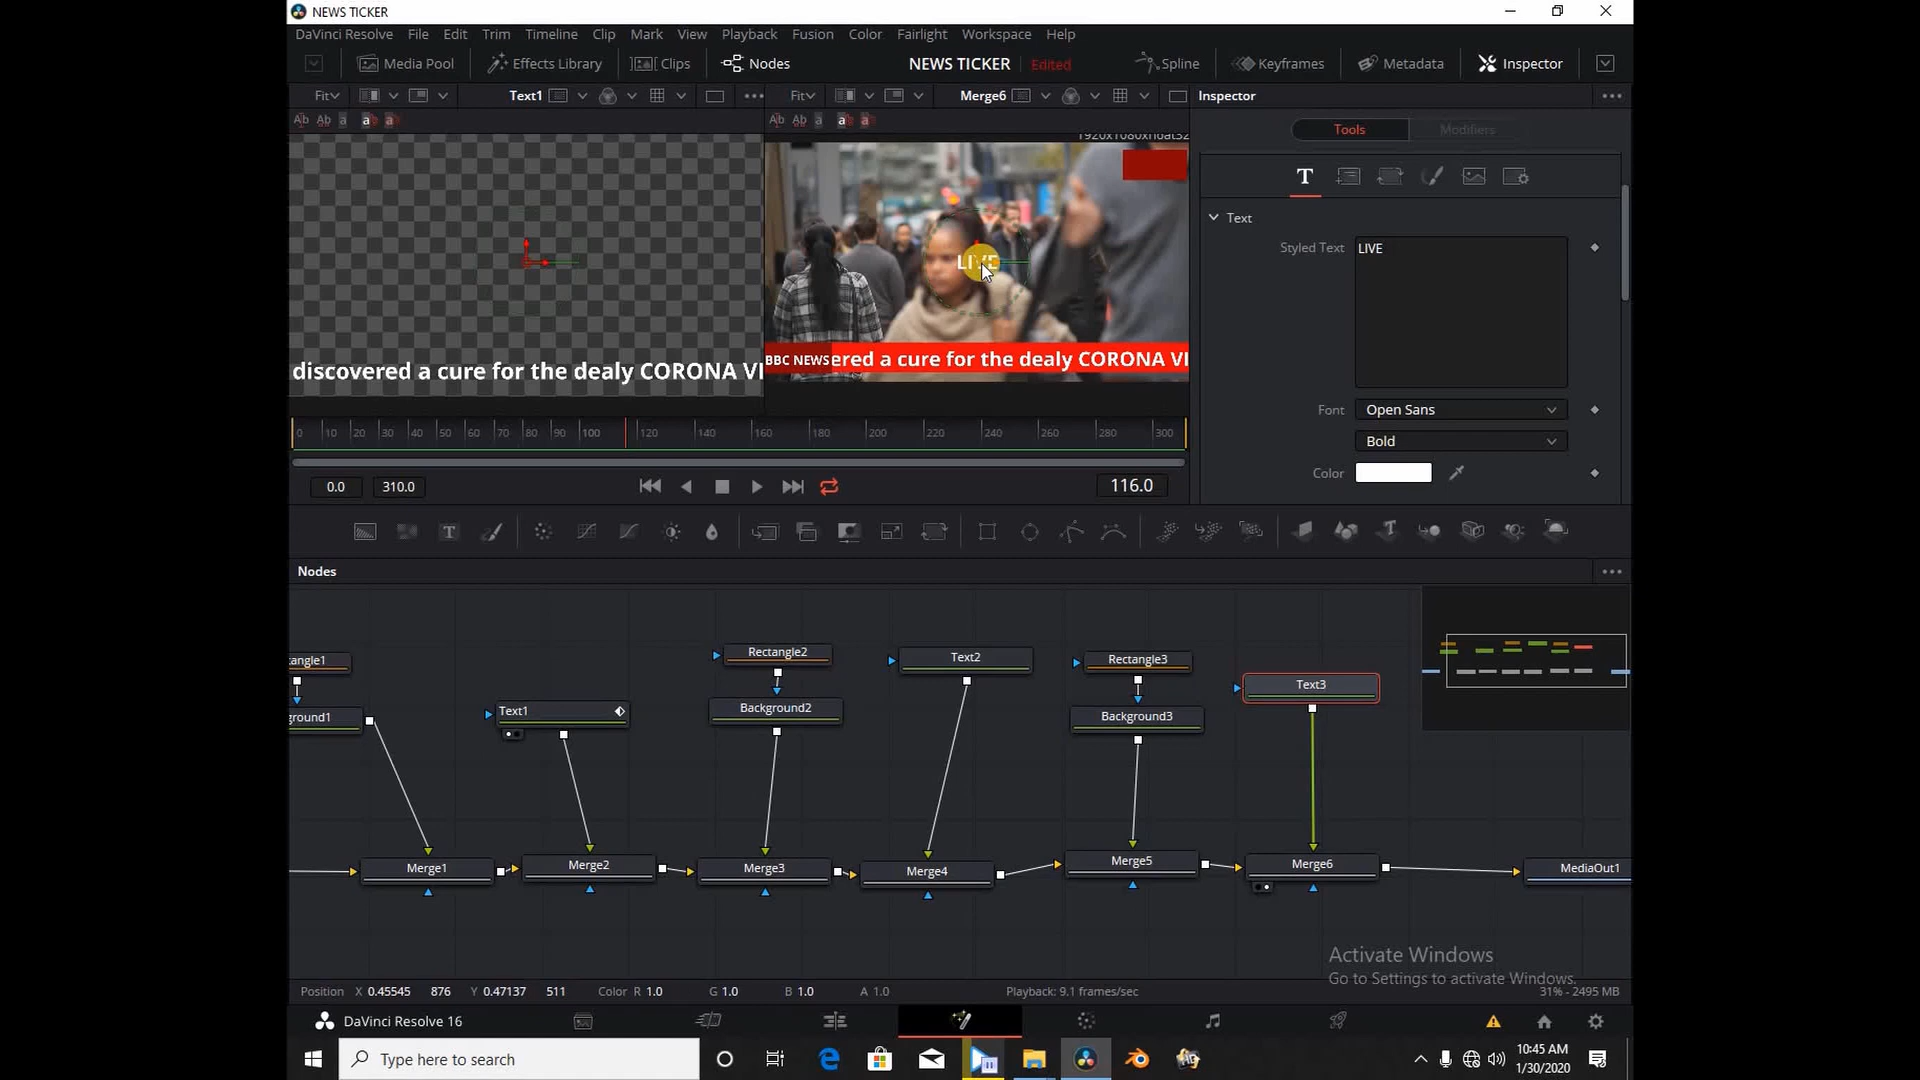 NEWS TICKER
DaVinci Resolve File Edit Trim Timeline Clip Mark View Playback Fusion Color Fairlight Workspace Help
Media Pool Effects Library Clips Nodes NEWS TICKER Edited Spline Keyframes Metadata Inspector
Fit Text1 Fit Merge6 Inspector
Tools Modifiers
Text
Styled Text LIVE
LIVE
BBC NEWS ered a cure for the dealy CORONA VI
discovered a cure for the dealy CORONA VI
Font Open Sans
Bold
Color
0 10 20 30 40 50 60 70 80 90 100 120 140 160 180 200 220 240 260 280 300
0.0 310.0 116.0
Nodes
tangle1 Rectangle2 Text2 Rectangle3 Text3
ground1 Text1 Background2 Background3
Merge1 Merge2 Merge3 Merge4 Merge5 Merge6 MediaOut1
Activate Windows
Go to Settings to activate Windows.
Position X 0.45545 876 Y 0.47137 511 Color R 1.0 G 1.0 B 1.0 A 1.0 Playback: 9.1 frames/sec 31% - 2495 MB
DaVinci Resolve 16
Type here to search
10:45 AM
1/30/2020